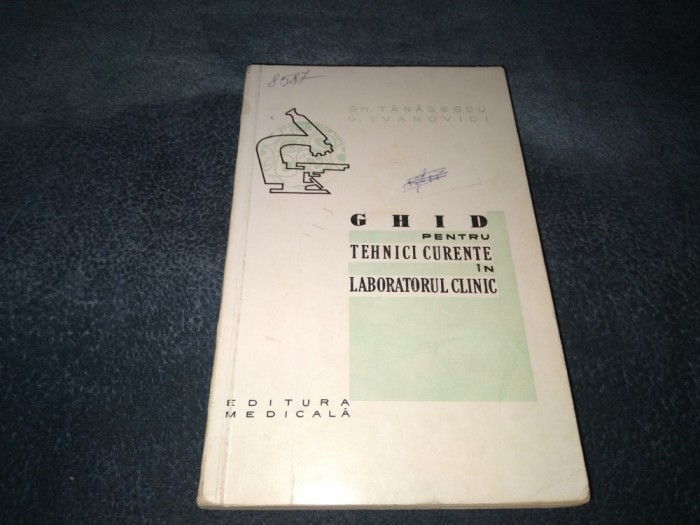 8587
GH. TĂNĂSESCU
G. IVANOVICI
GHID
PENTRU
TEHNICI CURENTE
ÎN
LABORATORUL CLINIC
EDITURA
MEDICALĂ